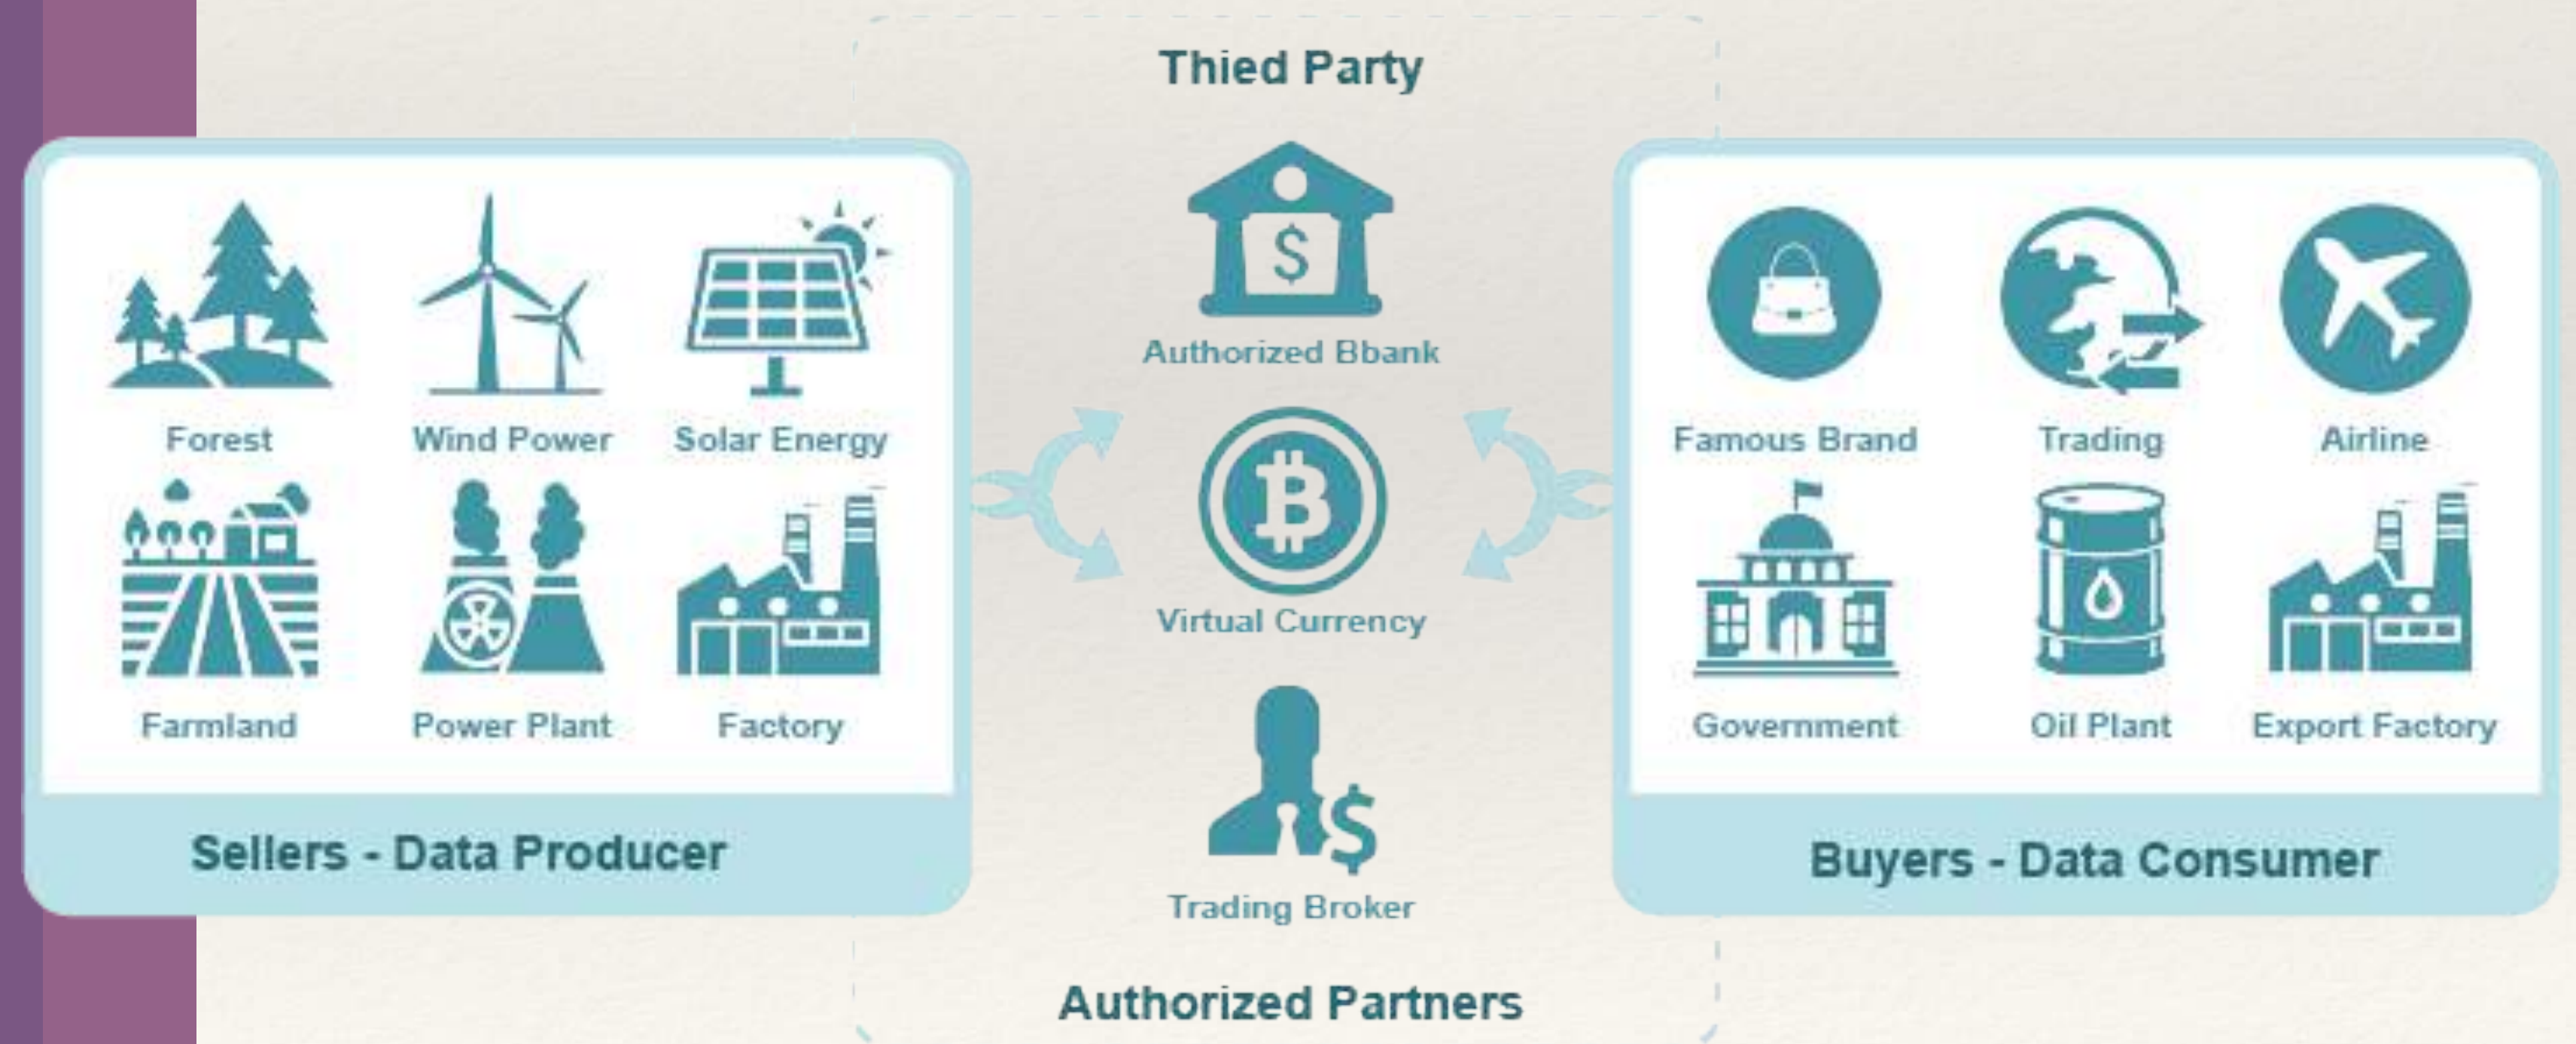 Thied Party
Forest
Wind Power
Solar Energy
Farmland
Power Plant
Factory
Sellers - Data Producer
$
Authorized Bbank
Virtual Currency
$
Trading Broker
Authorized Partners
Famous Brand
Trading
Airline
Government
Oil Plant
Export Factory
Buyers - Data Consumer